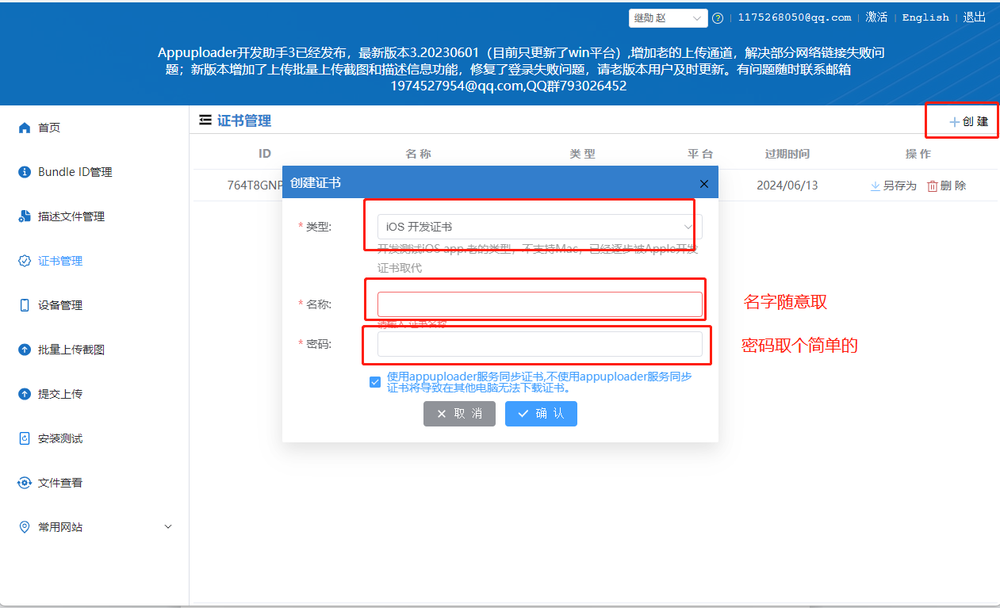 继勋 赵
1175268050@qq.com
激活
English
退出
Appuploader开发助手3已经发布，最新版本3.20230601（目前只更新了win平台）,增加老的上传通道，解决部分网络链接失败问
题；新版本增加了上传批量上传截图和描述信息功能，修复了登录失败问题，请老版本用户及时更新。有问题随时联系邮箱
1974527954@qq.com,QQ群793026452
首页
Bundle ID管理
描述文件管理
证书管理
设备管理
批量上传截图
提交上传
安装测试
文件查看
常用网站
证书管理
创 建
ID 名 称 类 型 平 台 过期时间 操 作
764T8GNP 2024/06/13 另存为 删 除
创建证书
* 类型:
iOS 开发证书
开发测试iOS app,老的类型，不支持Mac，已经逐步被Apple开发
证书取代
* 名称:
请输入 证书名称
名字随意取
* 密码:
密码取个简单的
使用appuploader服务同步证书,不使用appuploader服务同步
证书将导致在其他电脑无法下载证书。
取 消
确 认